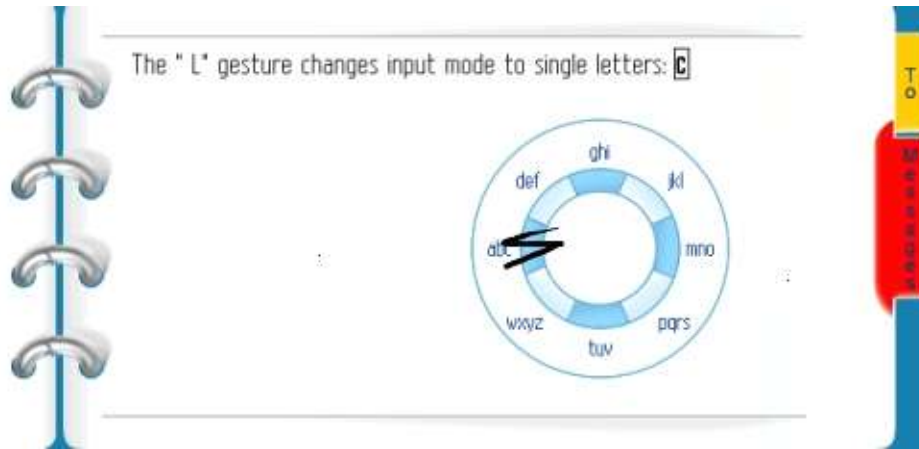 The " L" gesture changes input mode to single letters: C
ghi
def
jkl
abc
mno
wxyz
pqrs
tuv
To
Messages